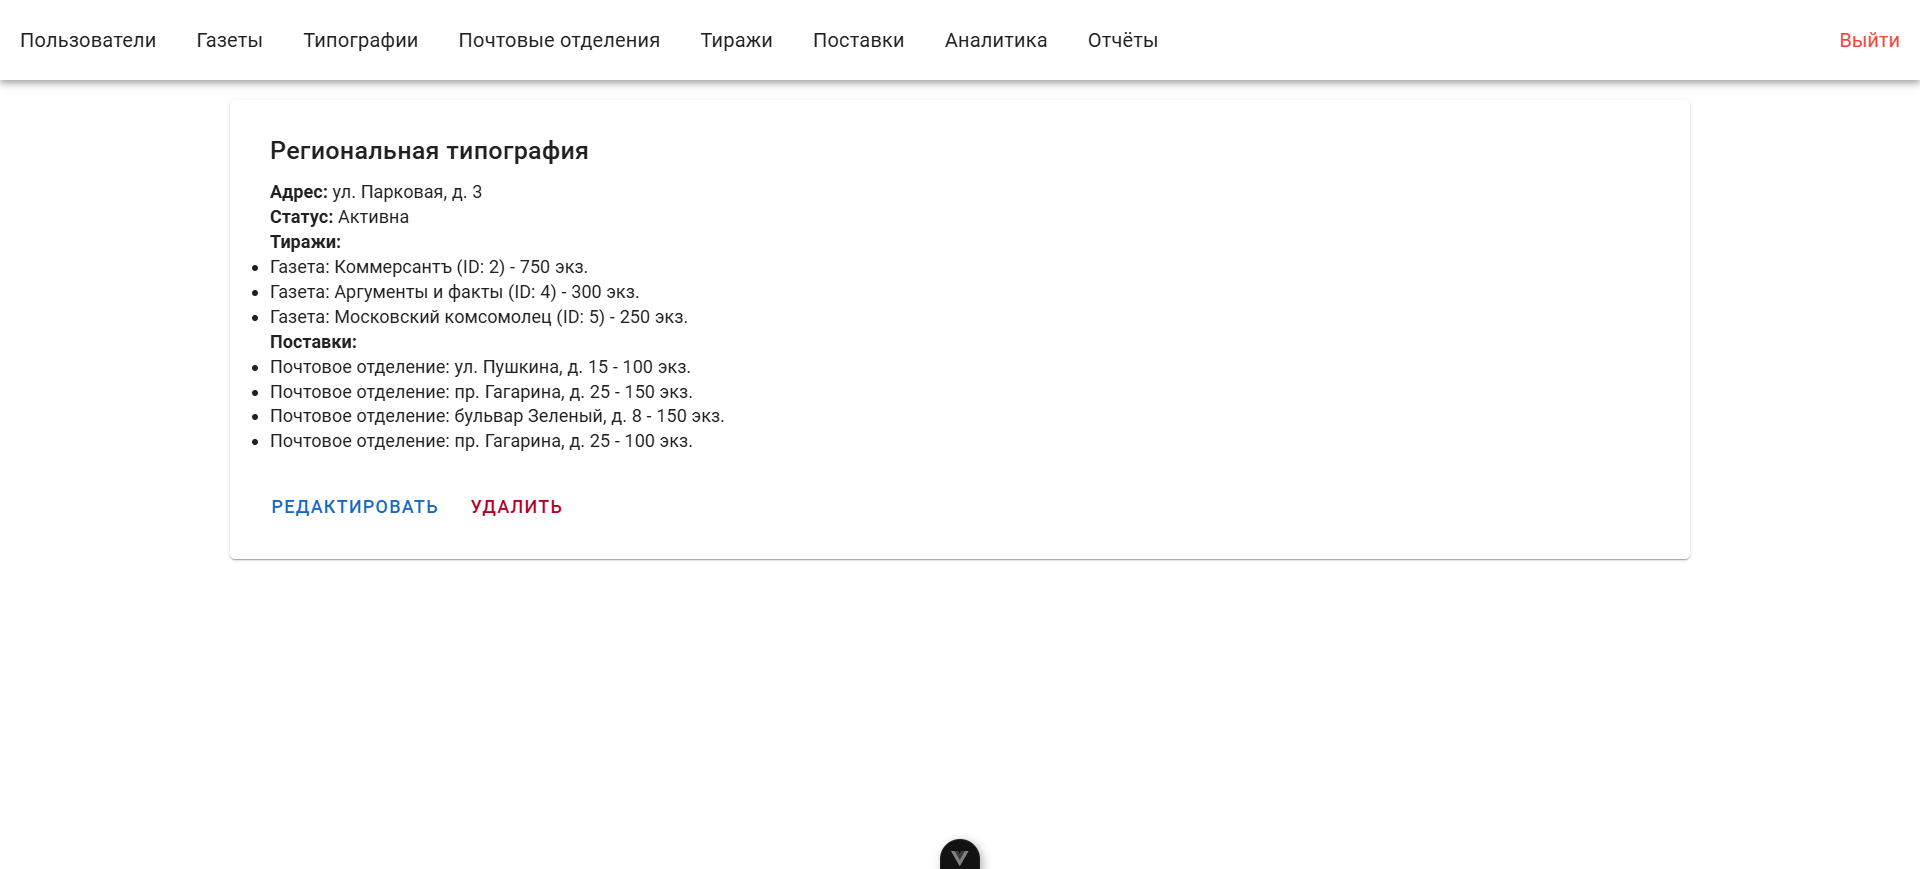 Пользователи Газеты Типографии Почтовые отделения Тиражи Поставки Аналитика Отчёты Выйти
Региональная типография
Адрес: ул. Парковая, д. 3
Статус: Активна
Тиражи:
Газета: Коммерсантъ (ID: 2) - 750 экз.
Газета: Аргументы и факты (ID: 4) - 300 экз.
Газета: Московский комсомолец (ID: 5) - 250 экз.
Поставки:
Почтовое отделение: ул. Пушкина, д. 15 - 100 экз.
Почтовое отделение: пр. Гагарина, д. 25 - 150 экз.
Почтовое отделение: бульвар Зеленый, д. 8 - 150 экз.
Почтовое отделение: пр. Гагарина, д. 25 - 100 экз.
РЕДАКТИРОВАТЬ УДАЛИТЬ